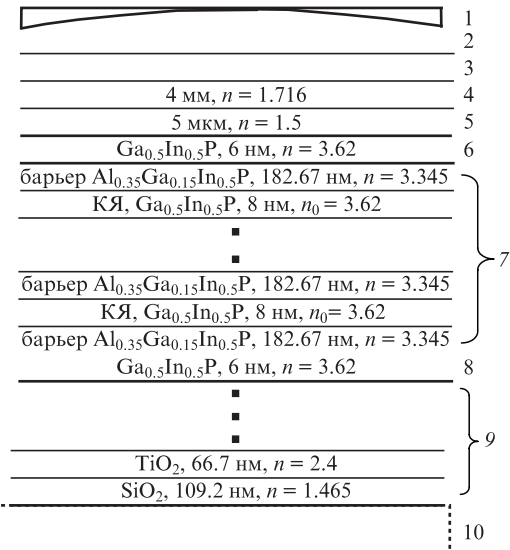 1
2
3
4 мм, n = 1.716 4
5 мкм, n = 1.5 5
Ga0.5In0.5P, 6 нм, n = 3.62 6
барьер Al0.35Ga0.15In0.5P, 182.67 нм, n = 3.345
КЯ, Ga0.5In0.5P, 8 нм, n0 = 3.62
7
барьер Al0.35Ga0.15In0.5P, 182.67 нм, n = 3.345
КЯ, Ga0.5In0.5P, 8 нм, n0= 3.62
барьер Al0.35Ga0.15In0.5P, 182.67 нм, n = 3.345
Ga0.5In0.5P, 6 нм, n = 3.62 8
9
TiO2, 66.7 нм, n = 2.4
SiO2, 109.2 нм, n = 1.465
10